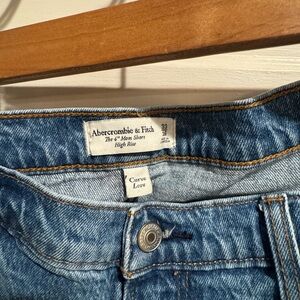 Abercrombie & Fitch
The 4" Mom Short
High Rise
Curve
Love